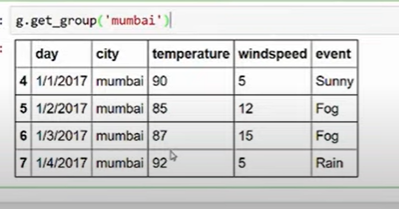 g.get_group('mumbai')
day city temperature windspeed event
4 1/1/2017 mumbai 90 5 Sunny
5 1/2/2017 mumbai 85 12 Fog
6 1/3/2017 mumbai 87 15 Fog
7 1/4/2017 mumbai 92 5 Rain